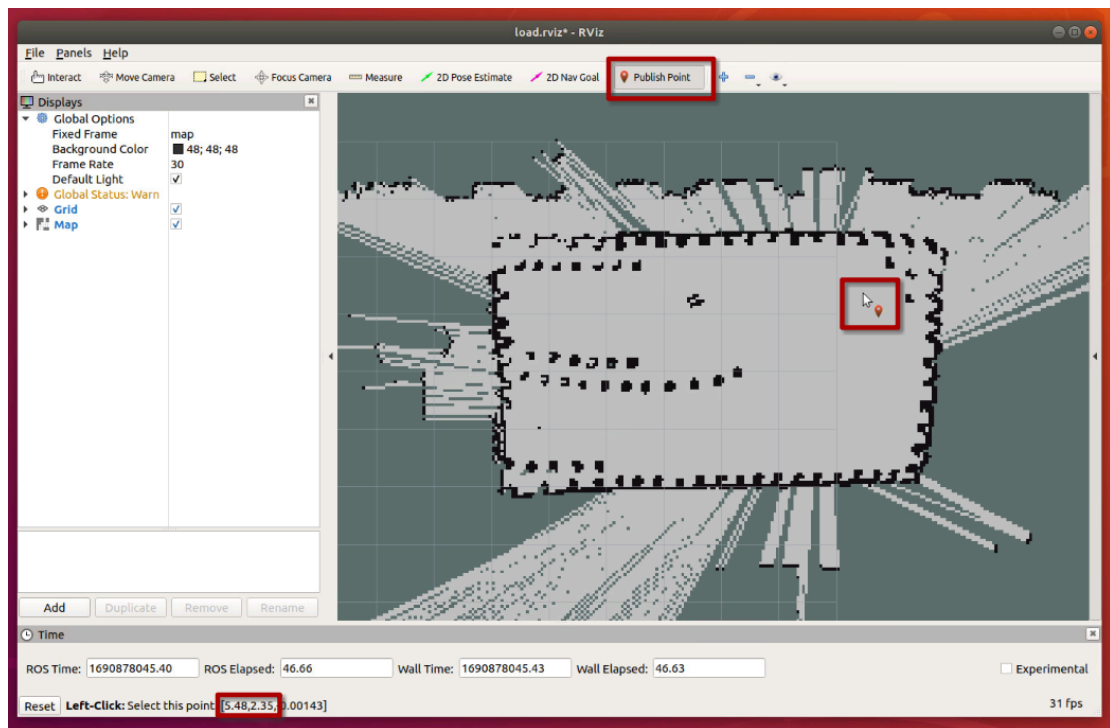 load.rviz* - RViz
File Panels Help
Interact Move Camera Select Focus Camera Measure 2D Pose Estimate 2D Nav Goal Publish Point
Displays
Global Options
Fixed Frame map
Background Color 48; 48; 48
Frame Rate 30
Default Light
Global Status: Warn
Grid
Map
Add Duplicate Remove Rename
Time
ROS Time: 1690878045.40 ROS Elapsed: 46.66 Wall Time: 1690878045.43 Wall Elapsed: 46.63 Experimental
Reset Left-Click: Select this point [5.48,2.35, 0.00143] 31 fps